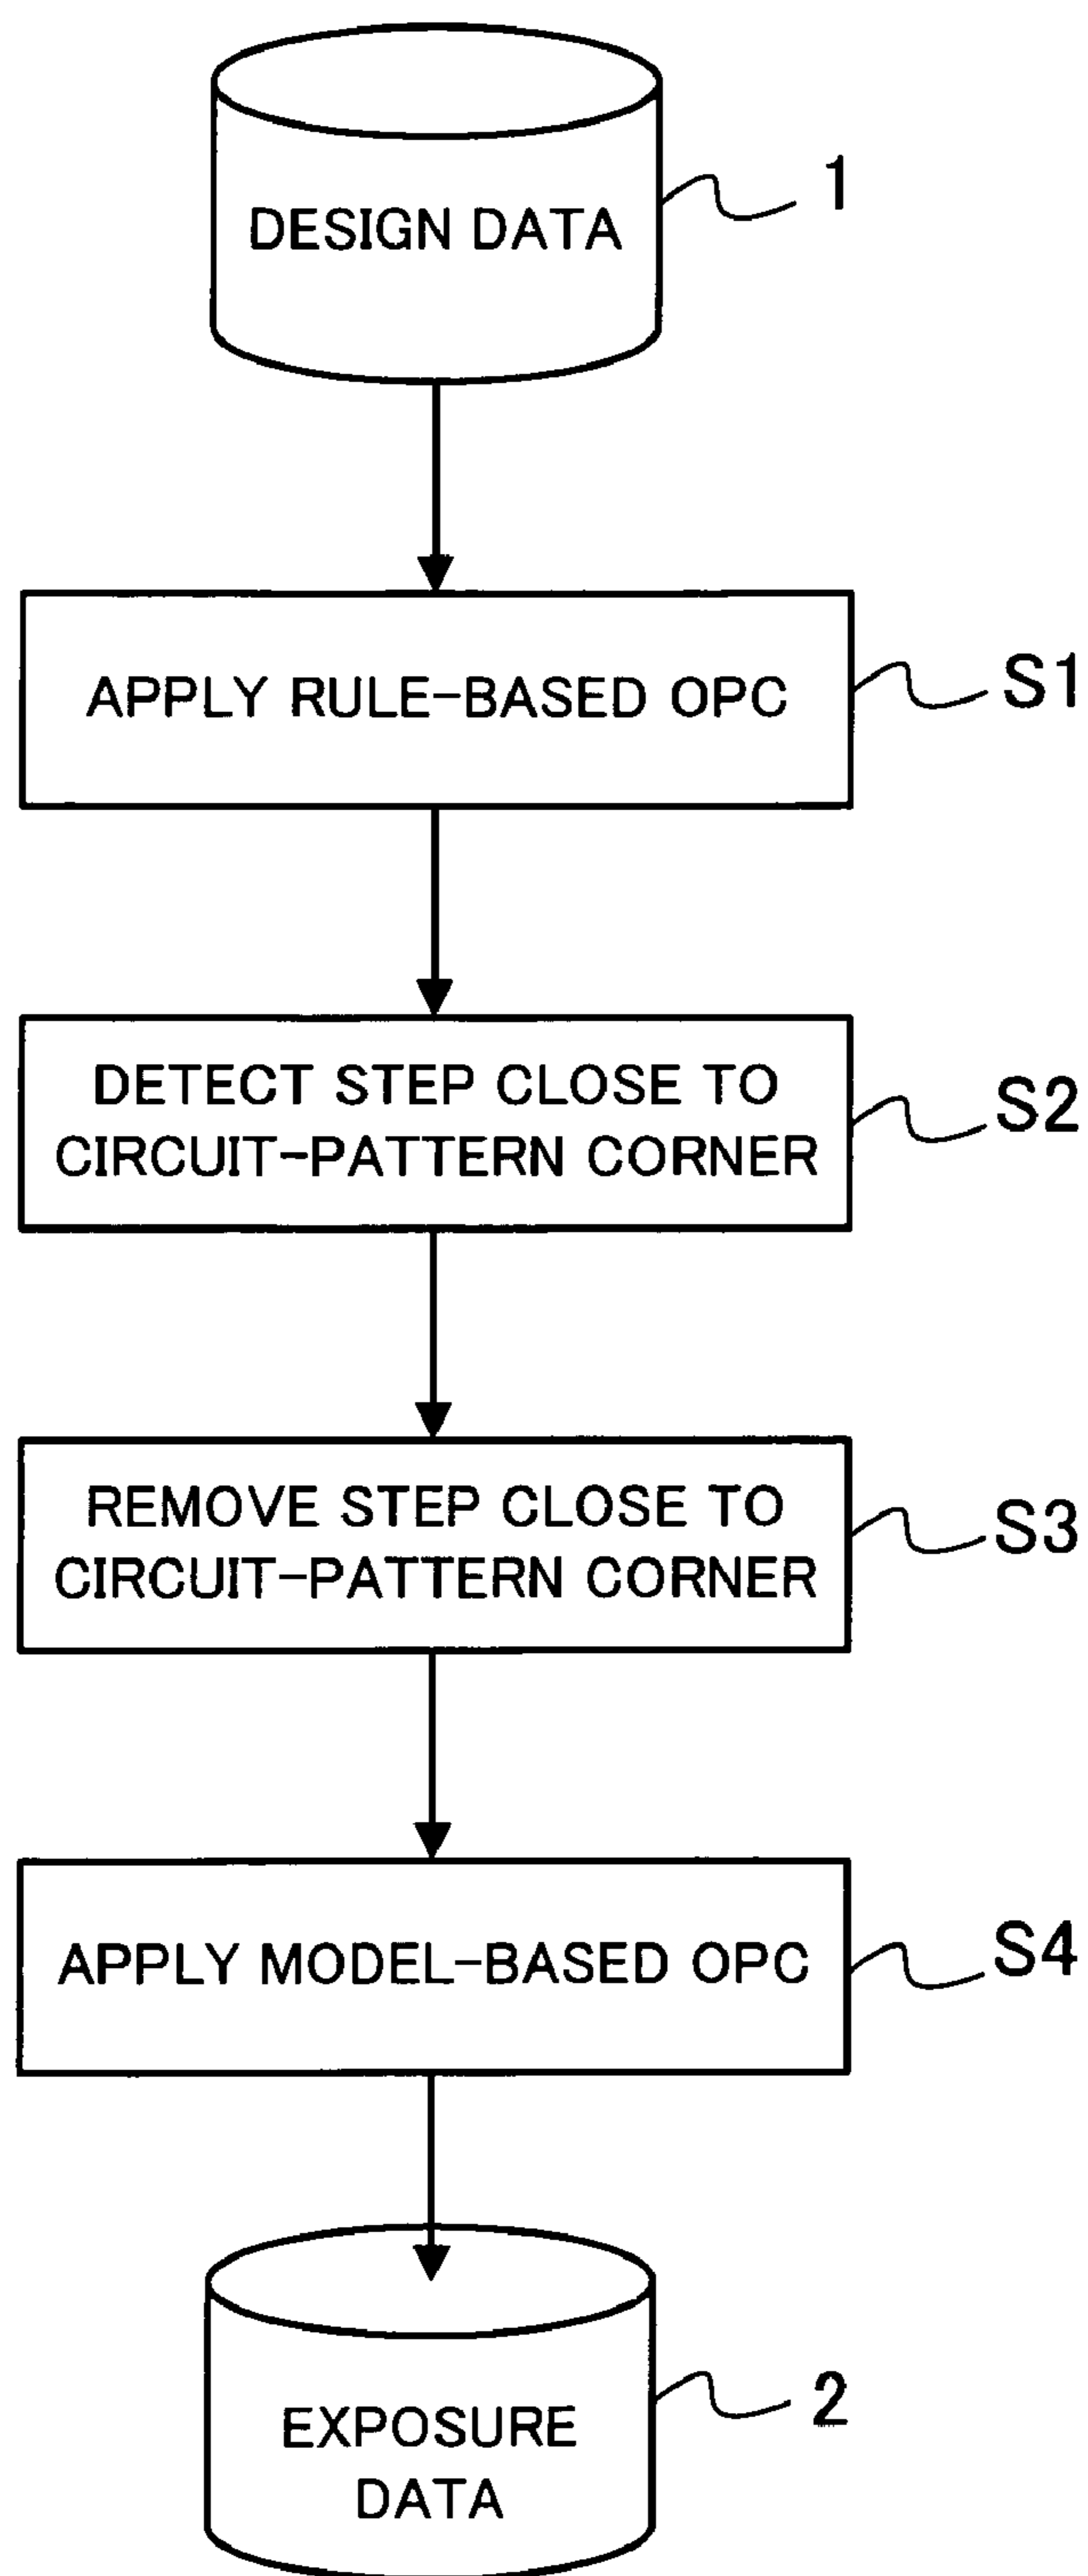 DESIGN DATA
1
APPLY RULE-BASED OPC
S1
DETECT STEP CLOSE TO
CIRCUIT-PATTERN CORNER
S2
REMOVE STEP CLOSE TO
CIRCUIT-PATTERN CORNER
S3
APPLY MODEL-BASED OPC
S4
EXPOSURE
DATA
2